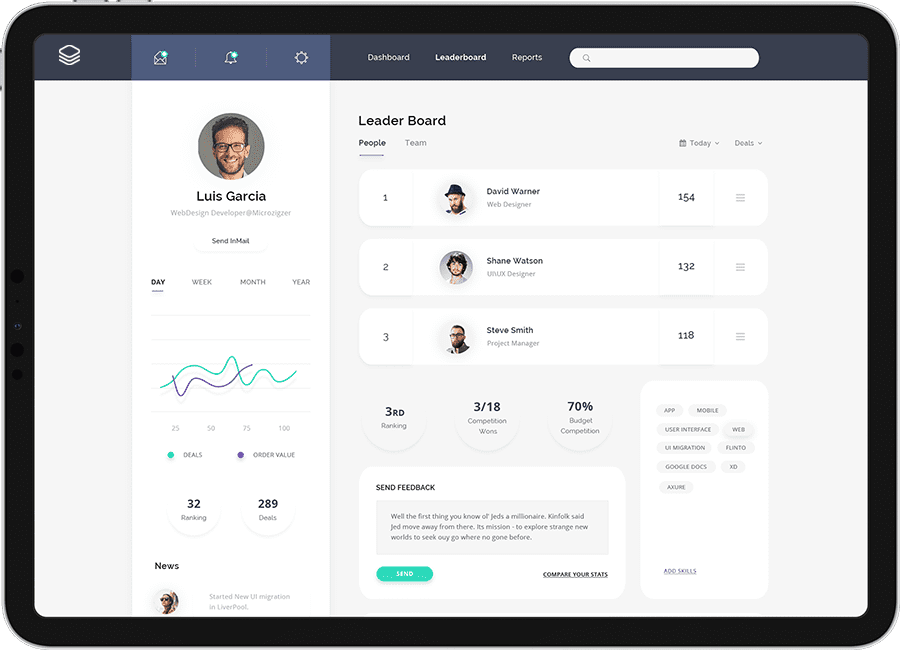 Dashboard
Leaderboard
Reports
Luis Garcia
WebDesign Developer@Microzigzer
Send InMail
DAY WEEK MONTH YEAR
25 50 75 100
DEALS ORDER VALUE
32
Ranking
289
Deals
News
Started New UI migration
in LiverPool.
Leader Board
People Team
Today Deals
1
David Warner
Web Designer
154
2
Shane Watson
UI\UX Designer
132
3
Steve Smith
Project Manager
118
3RD
Ranking
3/18
Competition
Wons
70%
Budget
Competition
SEND FEEDBACK
Well the first thing you know ol' Jeds a millionaire. Kinfolk said
Jed move away from there. Its mission - to explore strange new
worlds to seek ouy go where no gone before.
SEND
COMPARE YOUR STATS
APP MOBILE
USER INTERFACE WEB
UI MIGRATION FLINTO
GOOGLE DOCS XD
AXURE
ADD SKILLS